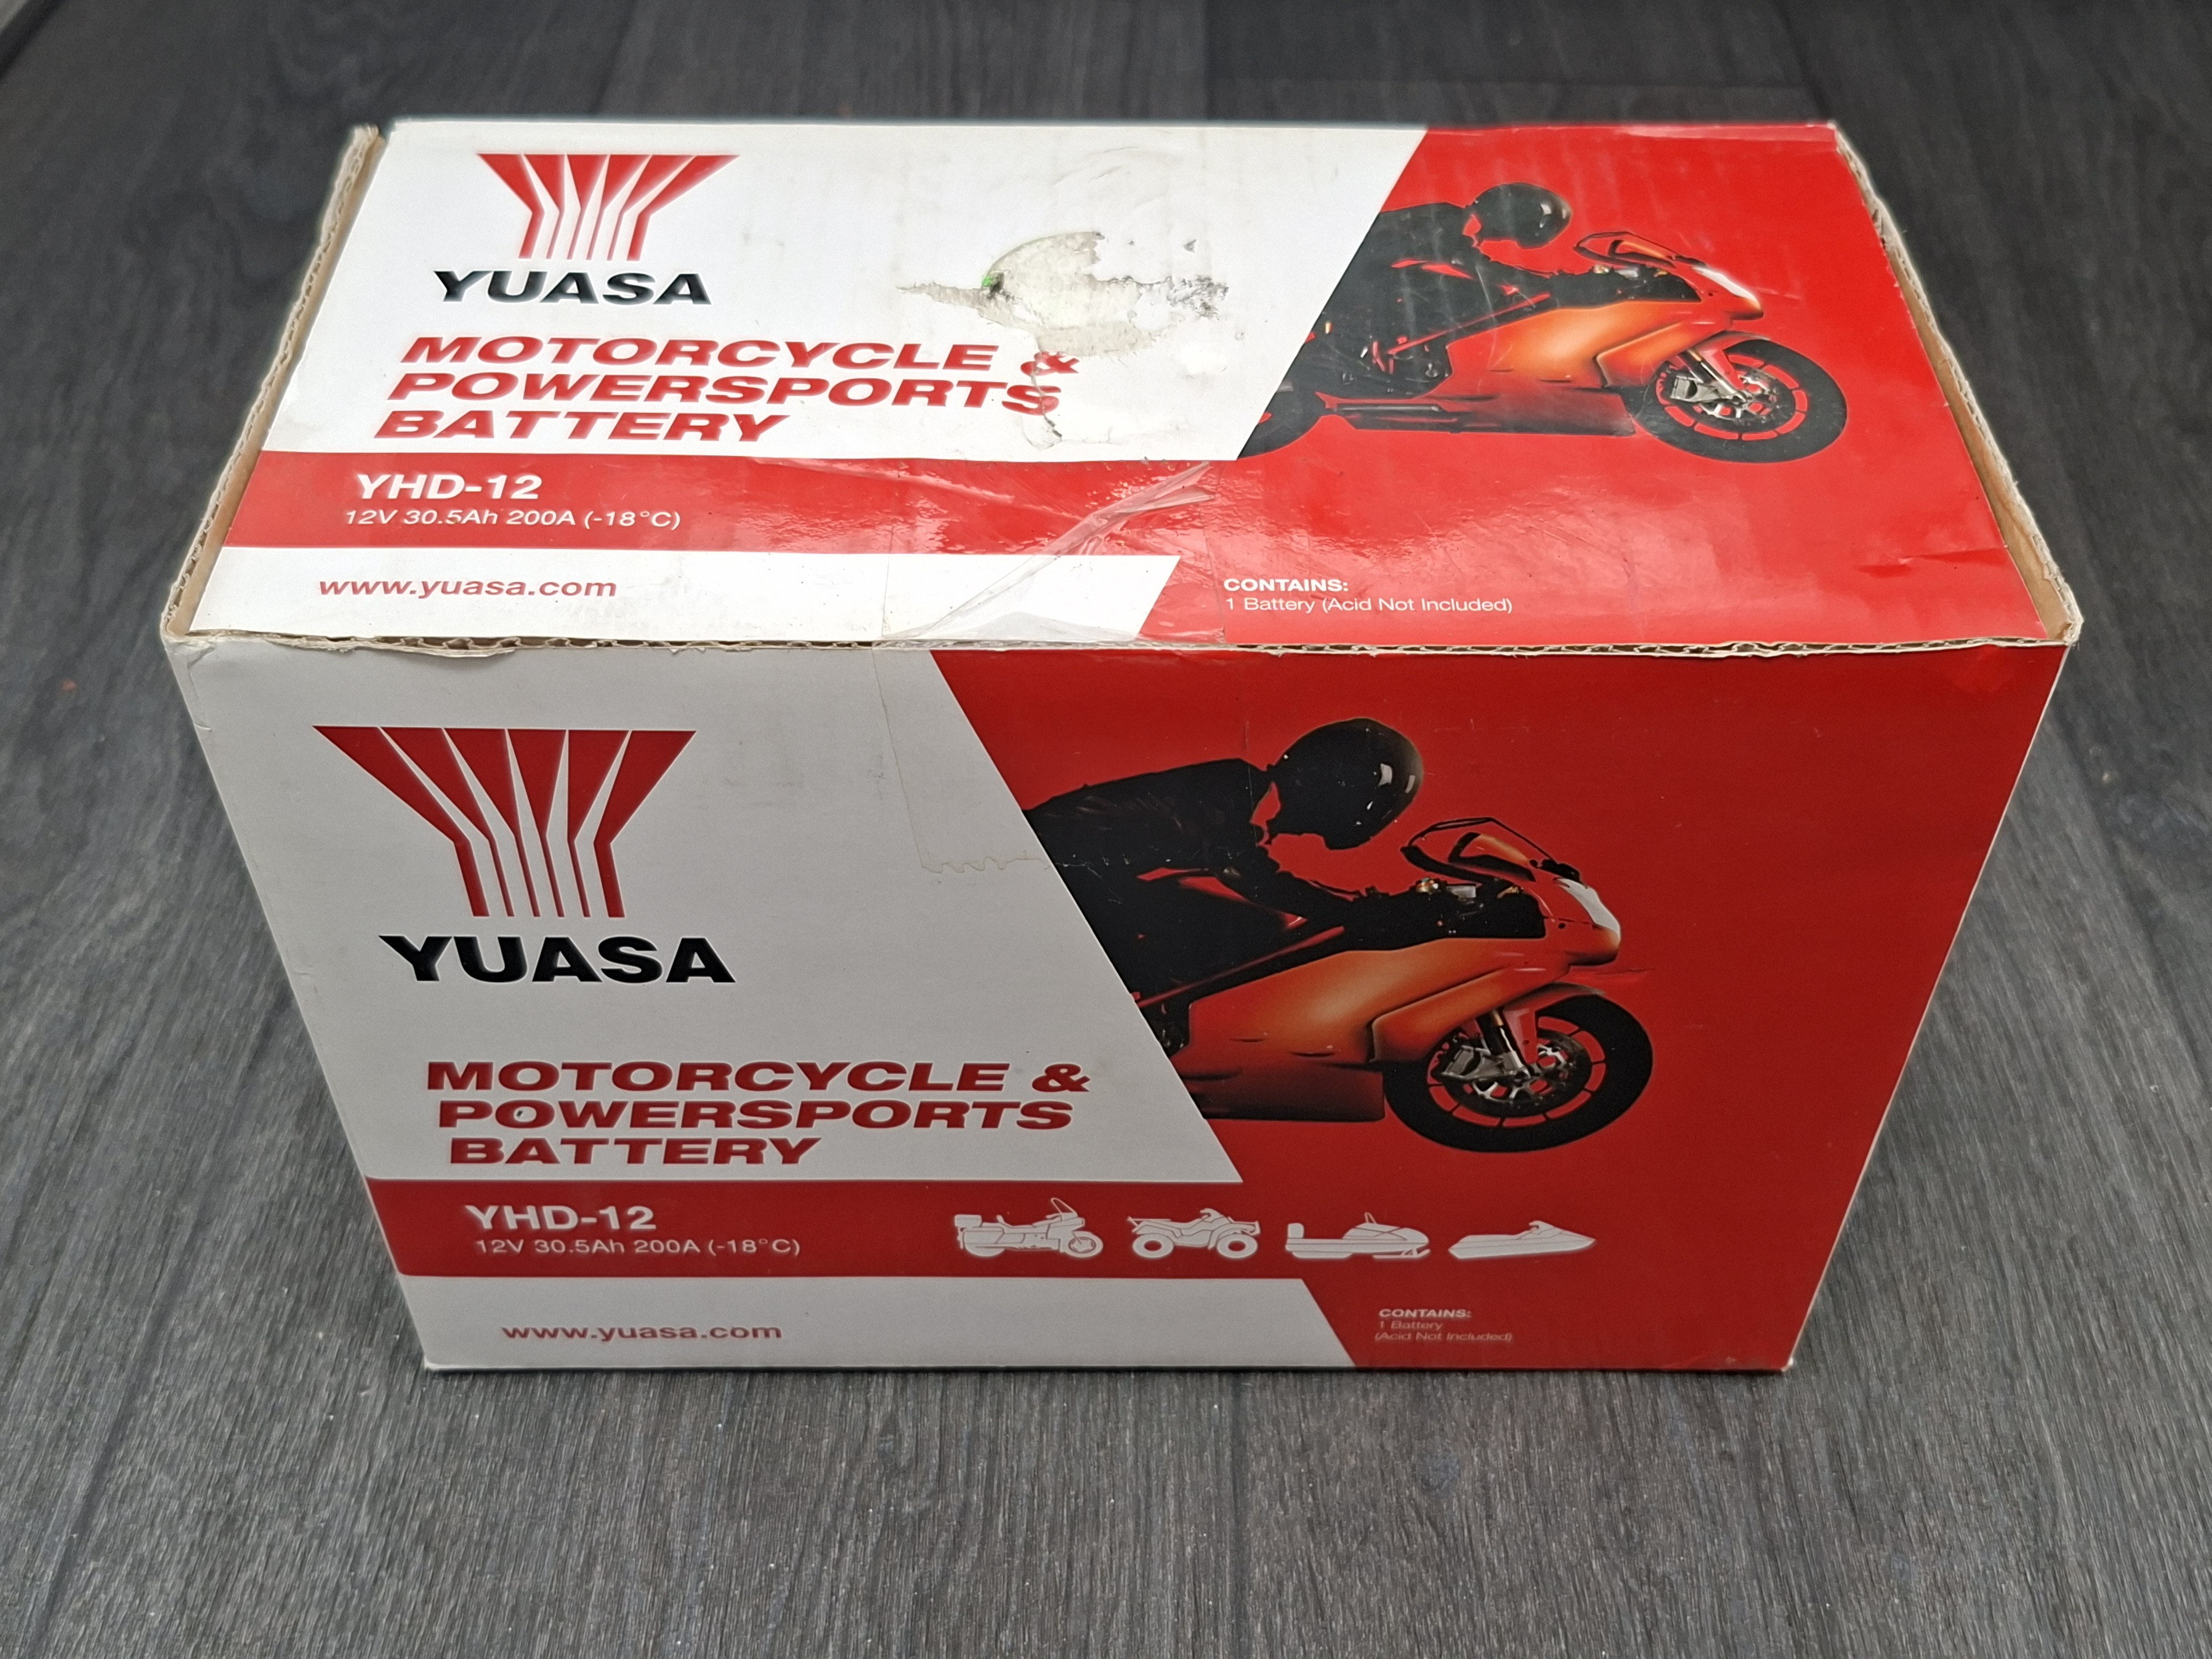 YUASA
MOTORCYCLE &
POWERSPORTS
BATTERY
YHD-12
12V 30.5Ah 200A (-18°C)
www.yuasa.com
CONTAINS:
1 Battery (Acid Not Included)
YUASA
MOTORCYCLE &
POWERSPORTS
BATTERY
YHD-12
12V 30.5Ah 200A (-18°C)
www.yuasa.com
CONTAINS:
1 Battery
(Acid Not Included)